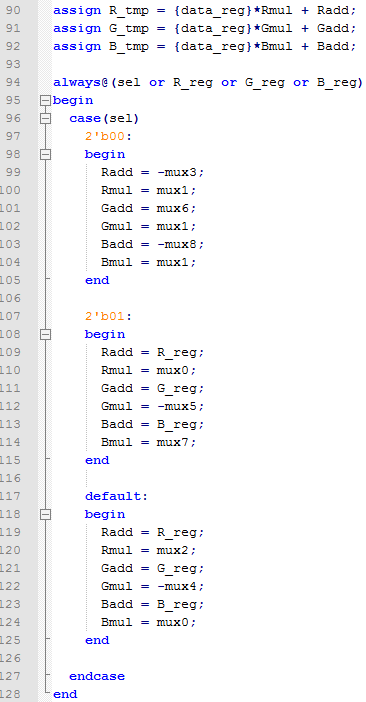 90 assign R_tmp = {data_reg}*Rmul + Radd;
91 assign G_tmp = {data_reg}*Gmul + Gadd;
92 assign B_tmp = {data_reg}*Bmul + Badd;
93
94 always@(sel or R_reg or G_reg or B_reg)
95 begin
96   case(sel)
97     2'b00:
98     begin
99       Radd = -mux3;
100       Rmul = mux1;
101       Gadd = mux6;
102       Gmul = mux1;
103       Badd = -mux8;
104       Bmul = mux1;
105     end
106
107     2'b01:
108     begin
109       Radd = R_reg;
110       Rmul = mux0;
111       Gadd = G_reg;
112       Gmul = -mux5;
113       Badd = B_reg;
114       Bmul = mux7;
115     end
116
117     default:
118     begin
119       Radd = R_reg;
120       Rmul = mux2;
121       Gadd = G_reg;
122       Gmul = -mux4;
123       Badd = B_reg;
124       Bmul = mux0;
125     end
126
127   endcase
128 end